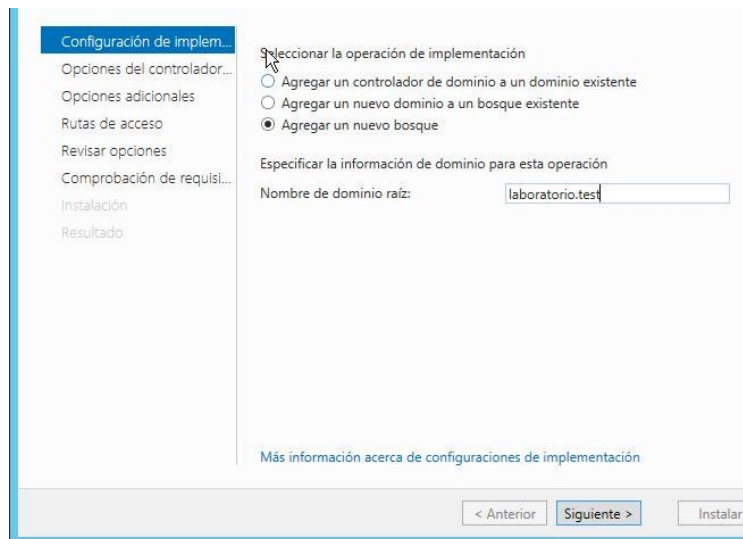 Configuración de implem...
Opciones del controlador...
Opciones adicionales
Rutas de acceso
Revisar opciones
Comprobación de requisi...
Instalación
Resultado
Seleccionar la operación de implementación
Agregar un controlador de dominio a un dominio existente
Agregar un nuevo dominio a un bosque existente
Agregar un nuevo bosque
Especificar la información de dominio para esta operación
Nombre de dominio raíz: laboratorio.test
Más información acerca de configuraciones de implementación
< Anterior Siguiente > Instalar